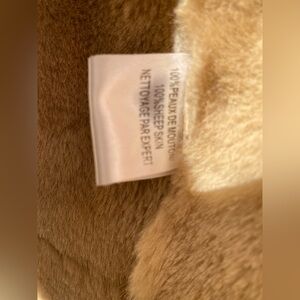 100%PEAUX DE MOUTON
100%SHEEP SKIN
NETTOYAGE PAR EXPERT